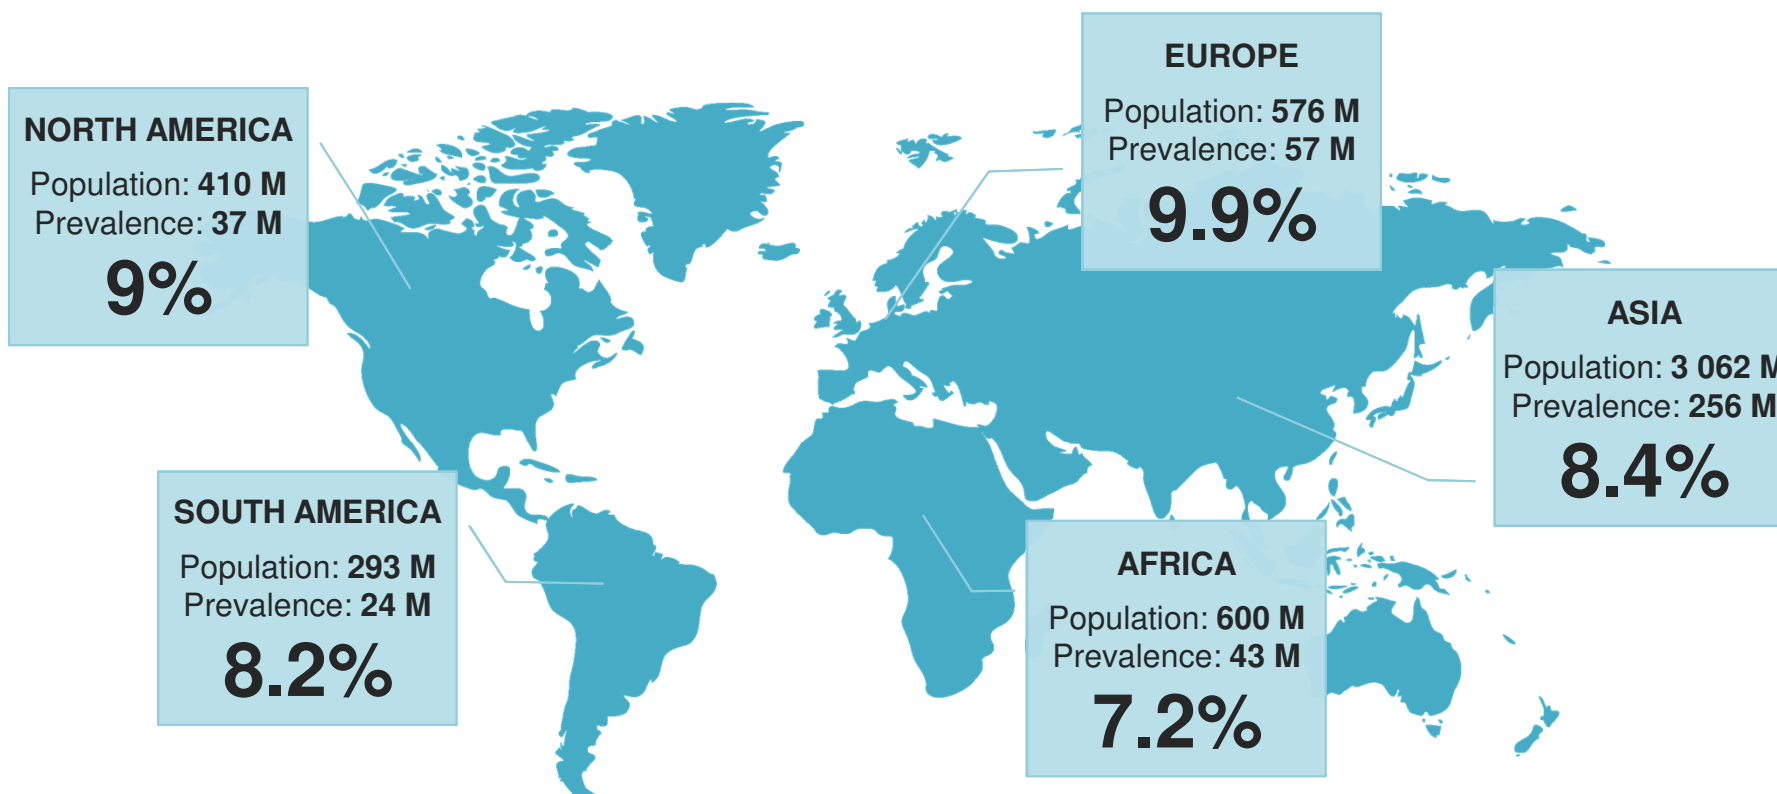 NORTH AMERICA
Population: 410 M
Prevalence: 37 M
9%
EUROPE
Population: 576 M
Prevalence: 57 M
9.9%
ASIA
Population: 3 062 M
Prevalence: 256 M
8.4%
SOUTH AMERICA
Population: 293 M
Prevalence: 24 M
8.2%
AFRICA
Population: 600 M
Prevalence: 43 M
7.2%